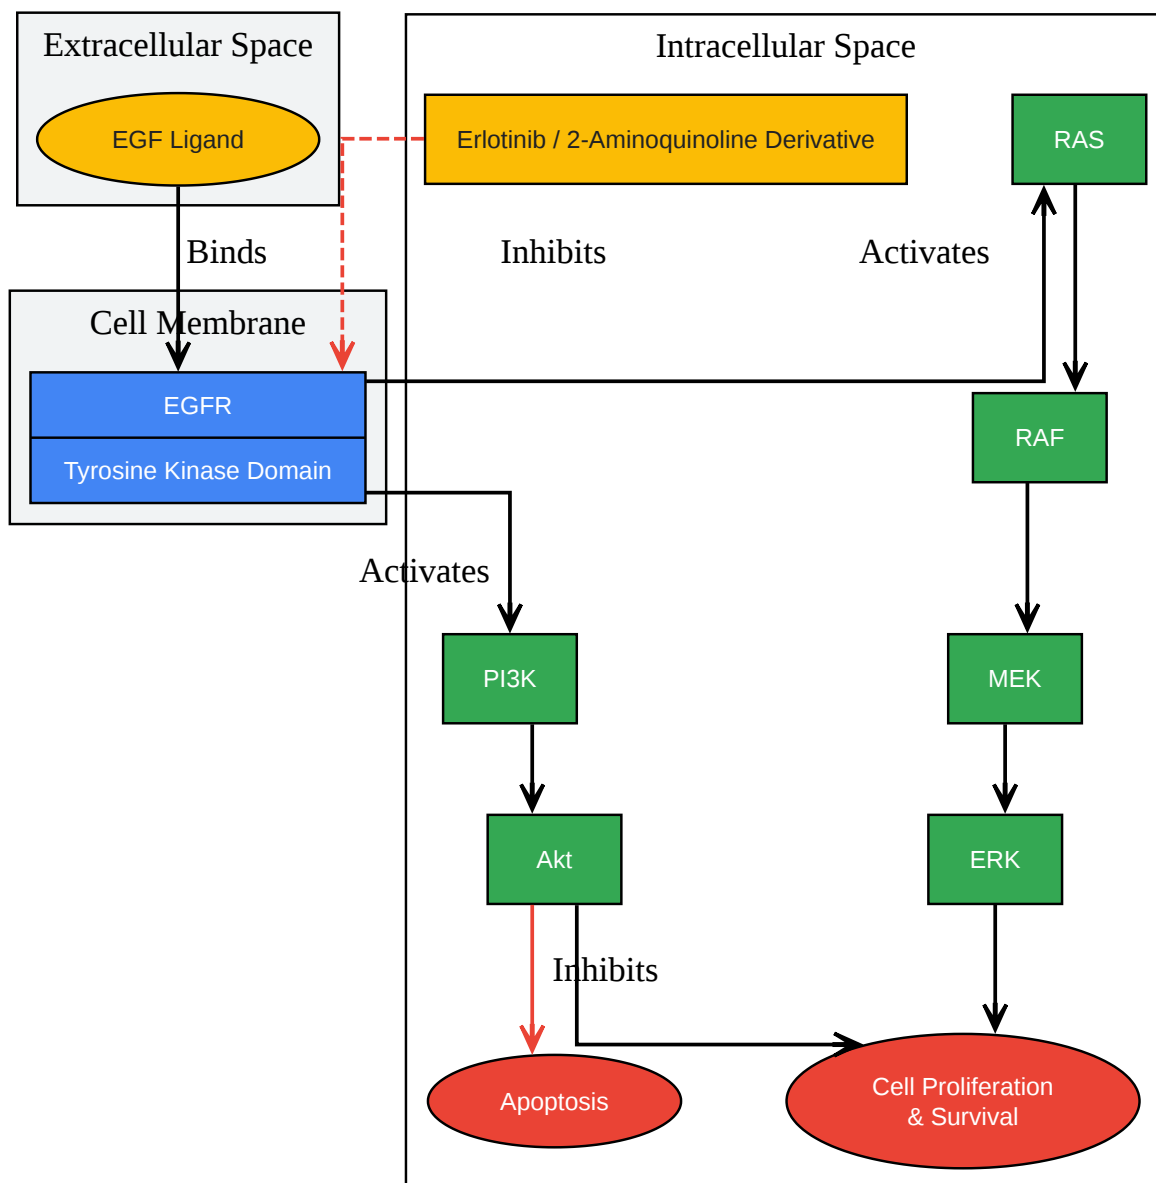 Extracellular Space
Intracellular Space
EGF Ligand
Erlotinib / 2-Aminoquinoline Derivative
RAS
Binds
Inhibits
Activates
Cell Membrane
EGFR
RAF
Tyrosine Kinase Domain
Activates
PI3K
MEK
Akt
ERK
Inhibits
Apoptosis
Cell Proliferation
& Survival